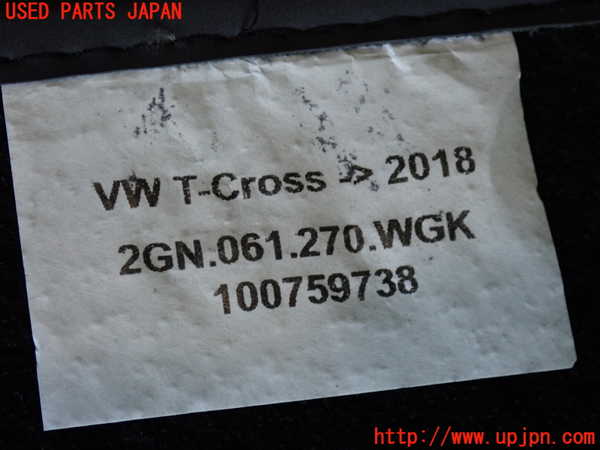 USED PARTS JAPAN
VW T-Cross -> 2018
2GN.061.270.WGK
100759738
http://www.upjpn.com